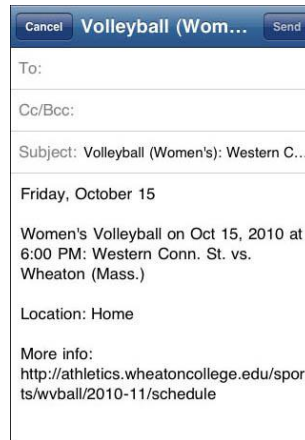 Cancel Volleyball (Wom... Send
To:
Cc/Bcc:
Subject: Volleyball (Women's): Western C...
Friday, October 15
Women's Volleyball on Oct 15, 2010 at
6:00 PM: Western Conn. St. vs.
Wheaton (Mass.)
Location: Home
More info:
http://athletics.wheatoncollege.edu/spor
ts/wvball/2010-11/schedule